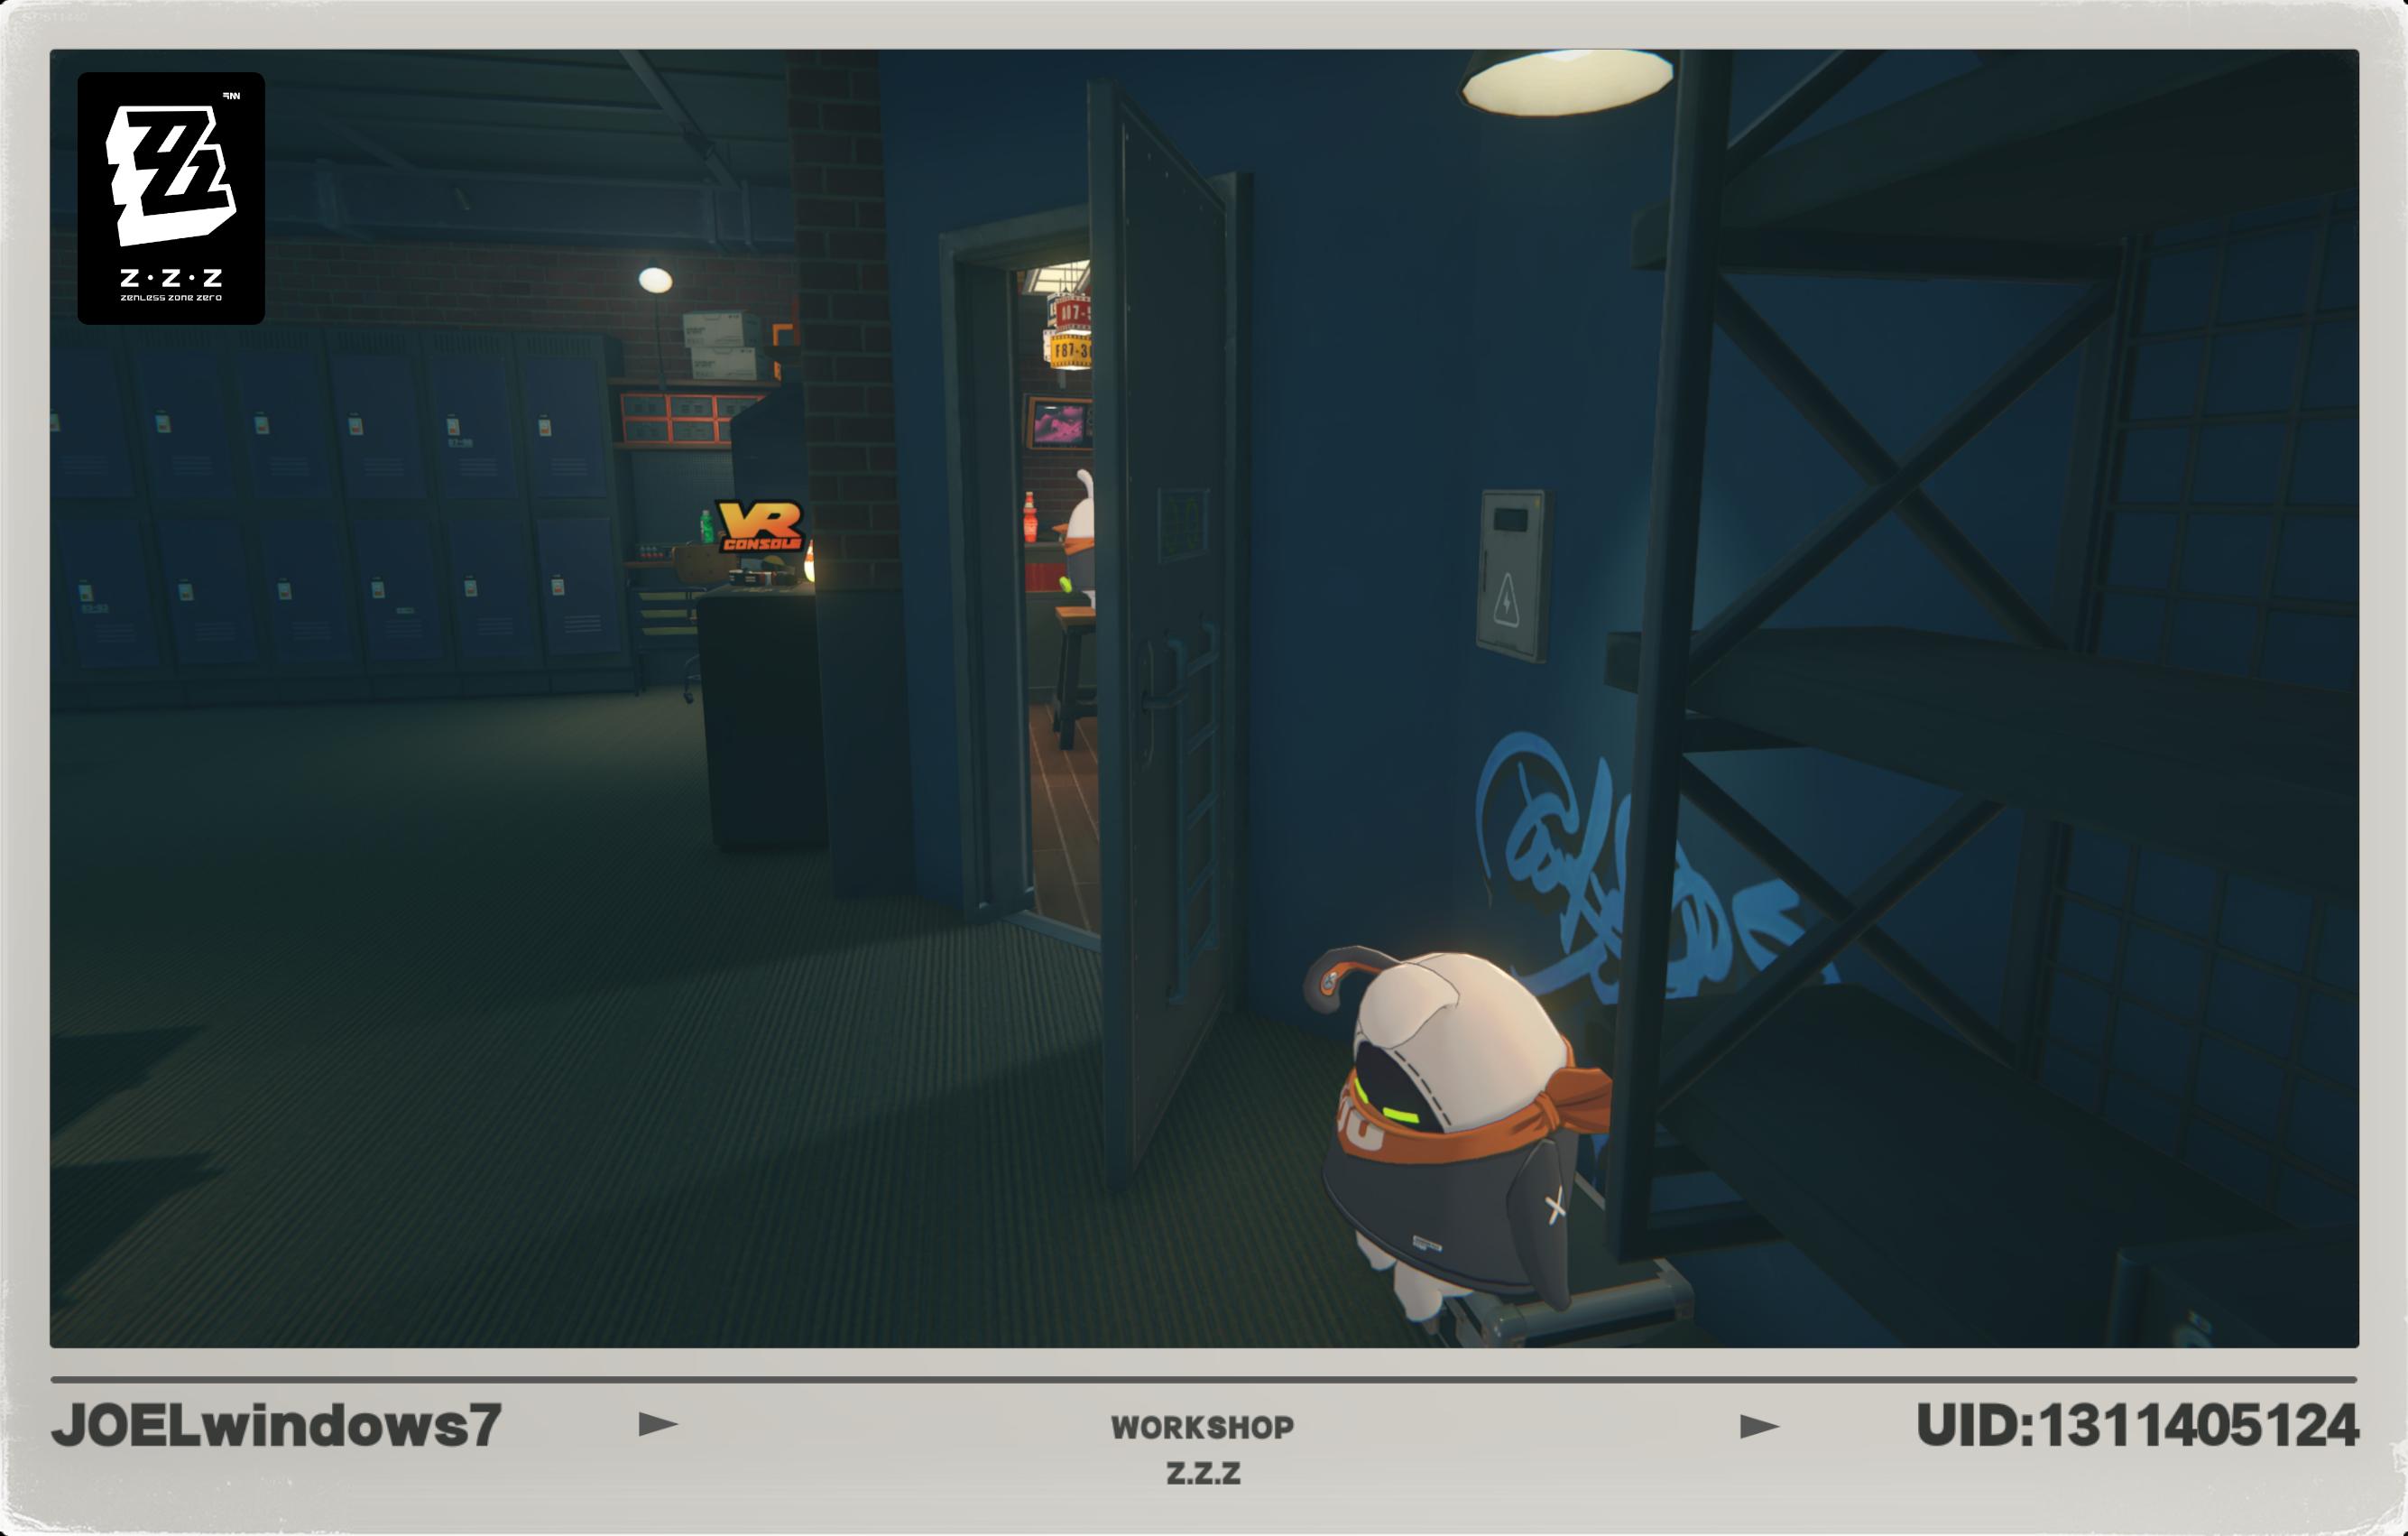 Z·Z·Z
ZENLESS ZONE ZERO
VR
CONSOLE
JOELwindows7
WORKSHOP
Z.Z.Z
UID:1311405124